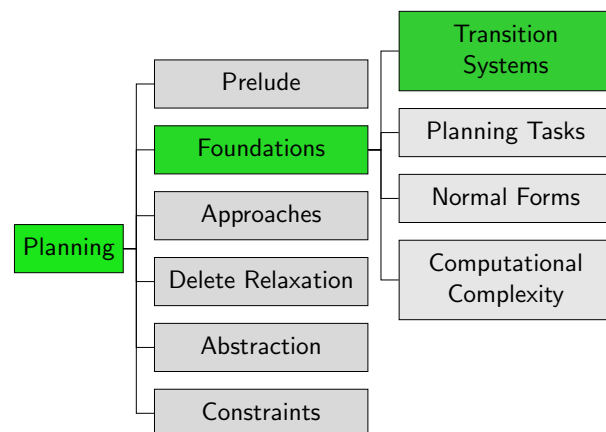 Planning
Prelude
Foundations
Approaches
Delete Relaxation
Abstraction
Constraints
Transition
Systems
Planning Tasks
Normal Forms
Computational
Complexity